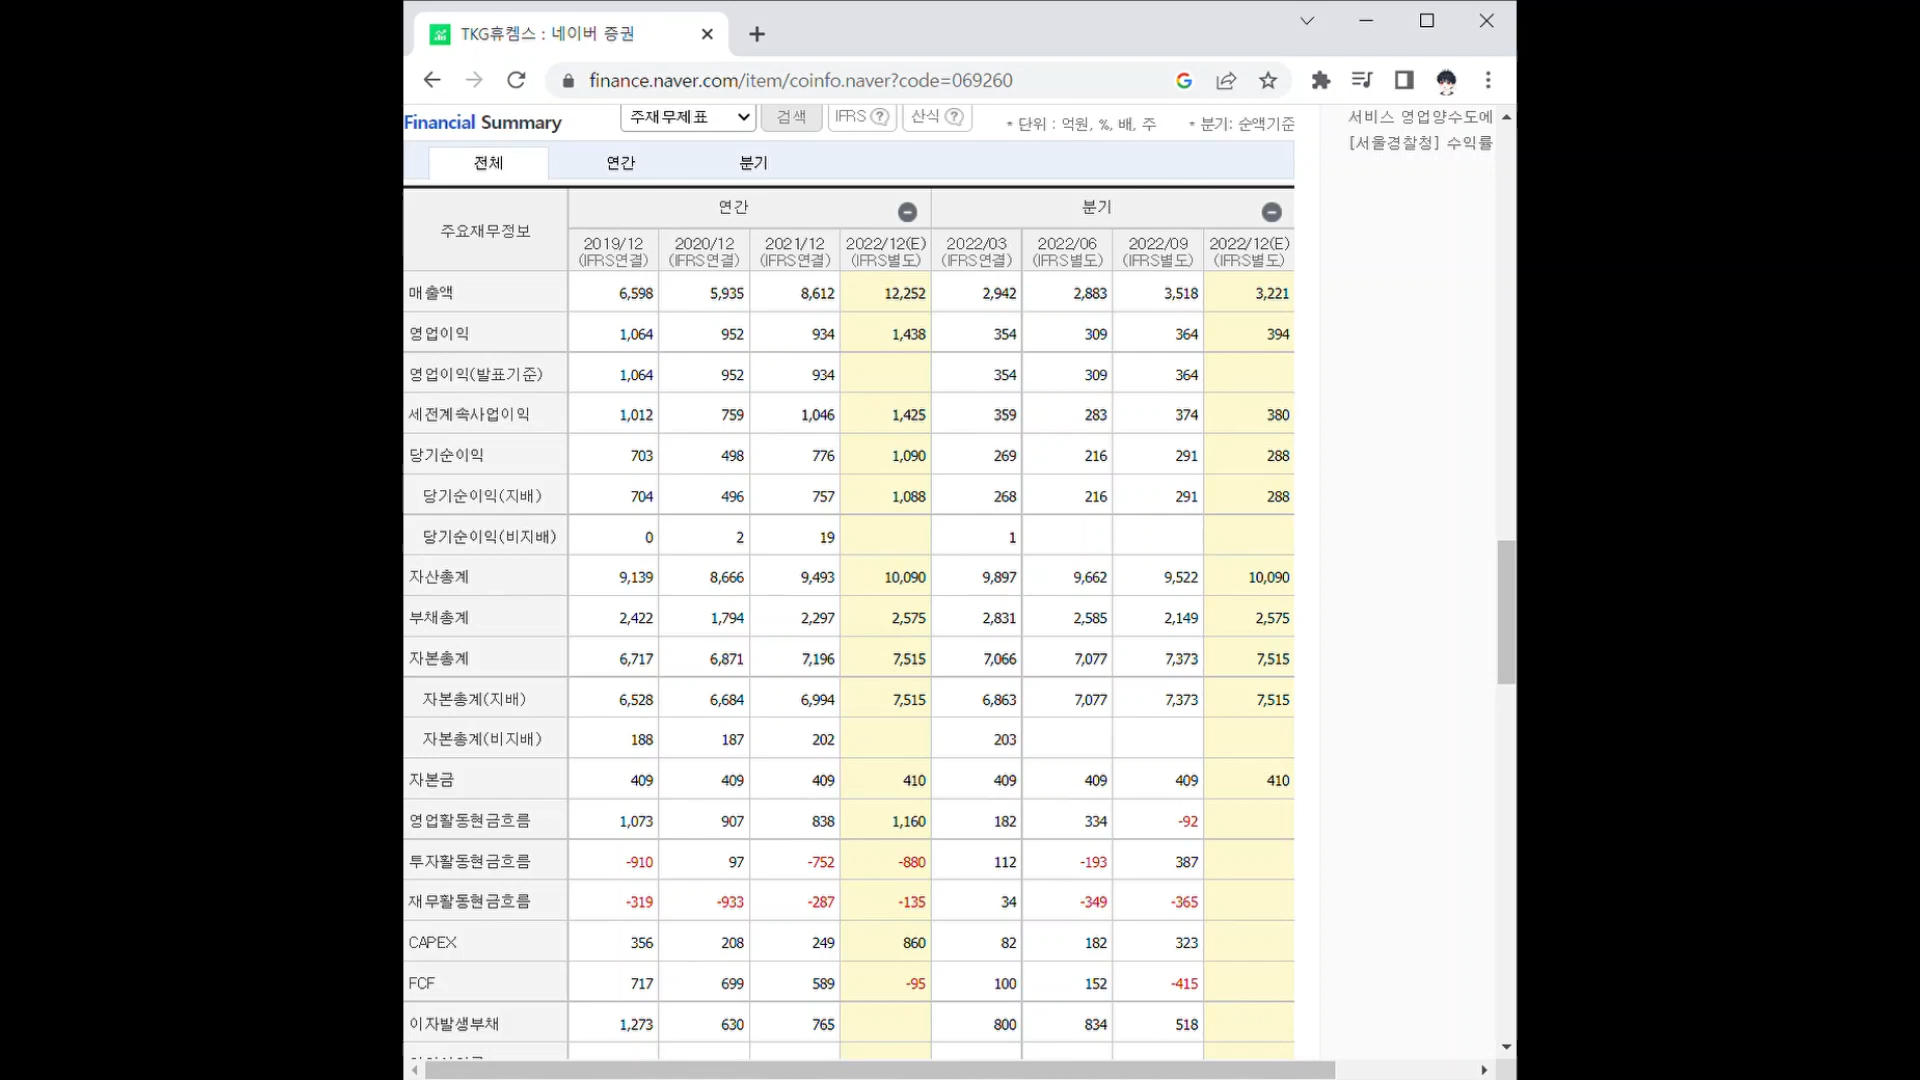 TKG휴켐스 : 네이버 증권
finance.naver.com/item/coinfo.naver?code=069260
Financial Summary 주재무제표 검색 IFRS ? 산식 ? * 단위 : 억원, %, 배, 주 * 분기: 순액기준
서비스 영업양수도에
[서울경찰청] 수익률
전체 연간 분기
주요재무정보 연간 분기
2019/12 2020/12 2021/12 2022/12(E) 2022/03 2022/06 2022/09 2022/12(E)
(IFRS연결) (IFRS연결) (IFRS연결) (IFRS별도) (IFRS연결) (IFRS별도) (IFRS별도) (IFRS별도)
매출액 6,598 5,935 8,612 12,252 2,942 2,883 3,518 3,221
영업이익 1,064 952 934 1,438 354 309 364 394
영업이익(발표기준) 1,064 952 934 354 309 364
세전계속사업이익 1,012 759 1,046 1,425 359 283 374 380
당기순이익 703 498 776 1,090 269 216 291 288
당기순이익(지배) 704 496 757 1,088 268 216 291 288
당기순이익(비지배) 0 2 19 1
자산총계 9,139 8,666 9,493 10,090 9,897 9,662 9,522 10,090
부채총계 2,422 1,794 2,297 2,575 2,831 2,585 2,149 2,575
자본총계 6,717 6,871 7,196 7,515 7,066 7,077 7,373 7,515
자본총계(지배) 6,528 6,684 6,994 7,515 6,863 7,077 7,373 7,515
자본총계(비지배) 188 187 202 203
자본금 409 409 409 410 409 409 409 410
영업활동현금흐름 1,073 907 838 1,160 182 334 -92
투자활동현금흐름 -910 97 -752 -880 112 -193 387
재무활동현금흐름 -319 -933 -287 -135 34 -349 -365
CAPEX 356 208 249 860 82 182 323
FCF 717 699 589 -95 100 152 -415
이자발생부채 1,273 630 765 800 834 518